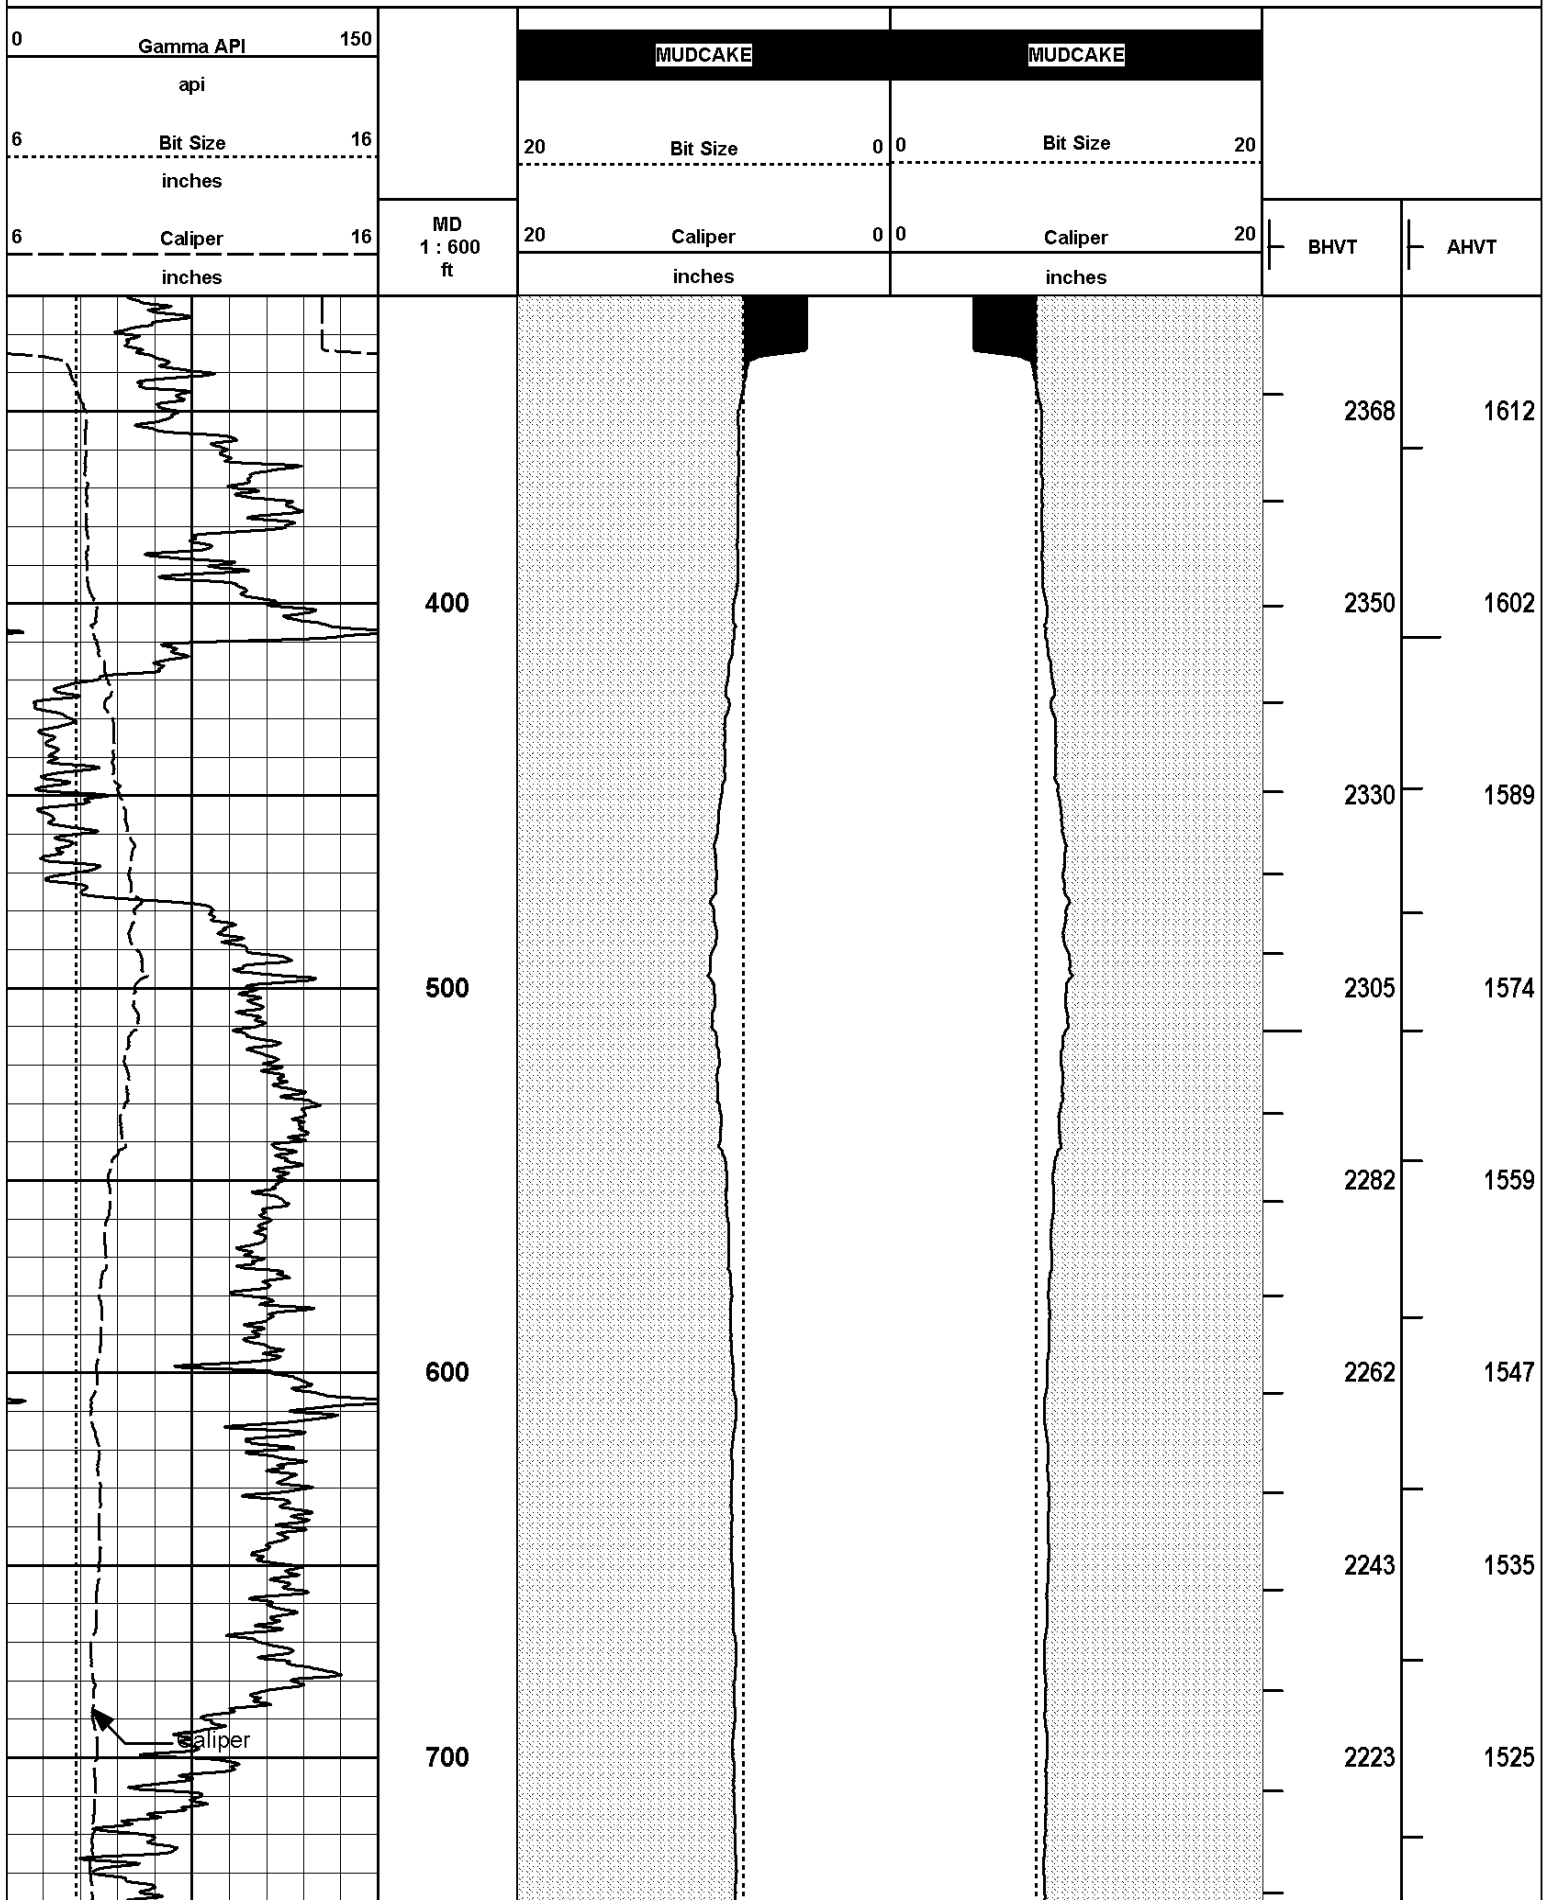 0 Gamma API 150
api
6 Bit Size 16
inches
6 Caliper 16
inches
MD
1 : 600
ft
MUDCAKE
20 Bit Size 0
20 Caliper 0
inches
MUDCAKE
0 Bit Size 20
0 Caliper 20
inches
BHVT
AHVT
2368 1612
400 2350 1602
2330 1589
500 2305 1574
2282 1559
600 2262 1547
2243 1535
Caliper
700 2223 1525